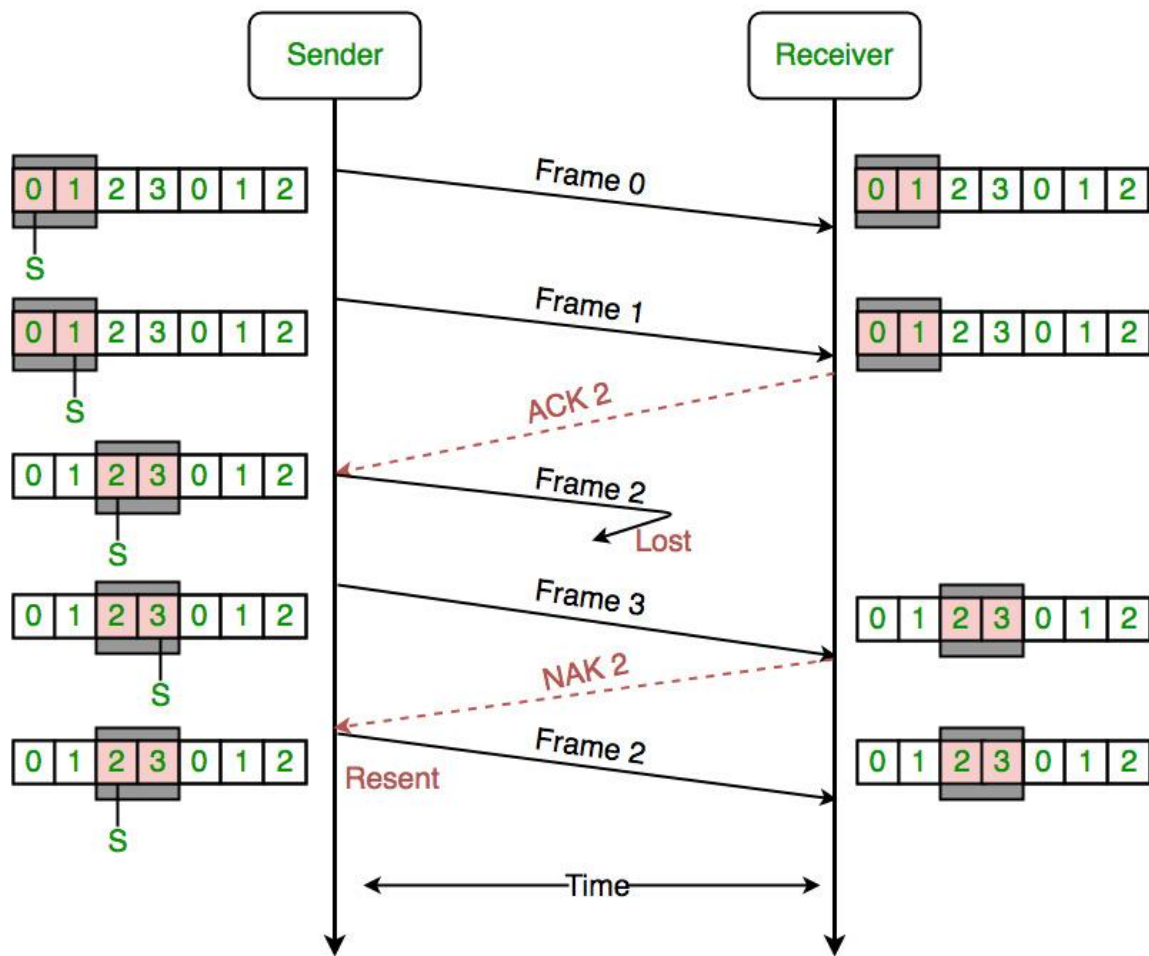 Sender
Receiver
0 1 2 3 0 1 2
Frame 0
0 1 2 3 0 1 2
S
0 1 2 3 0 1 2
Frame 1
0 1 2 3 0 1 2
S
ACK 2
0 1 2 3 0 1 2
Frame 2
S
Lost
0 1 2 3 0 1 2
Frame 3
0 1 2 3 0 1 2
S
NAK 2
0 1 2 3 0 1 2
Frame 2
0 1 2 3 0 1 2
Resent
S
Time